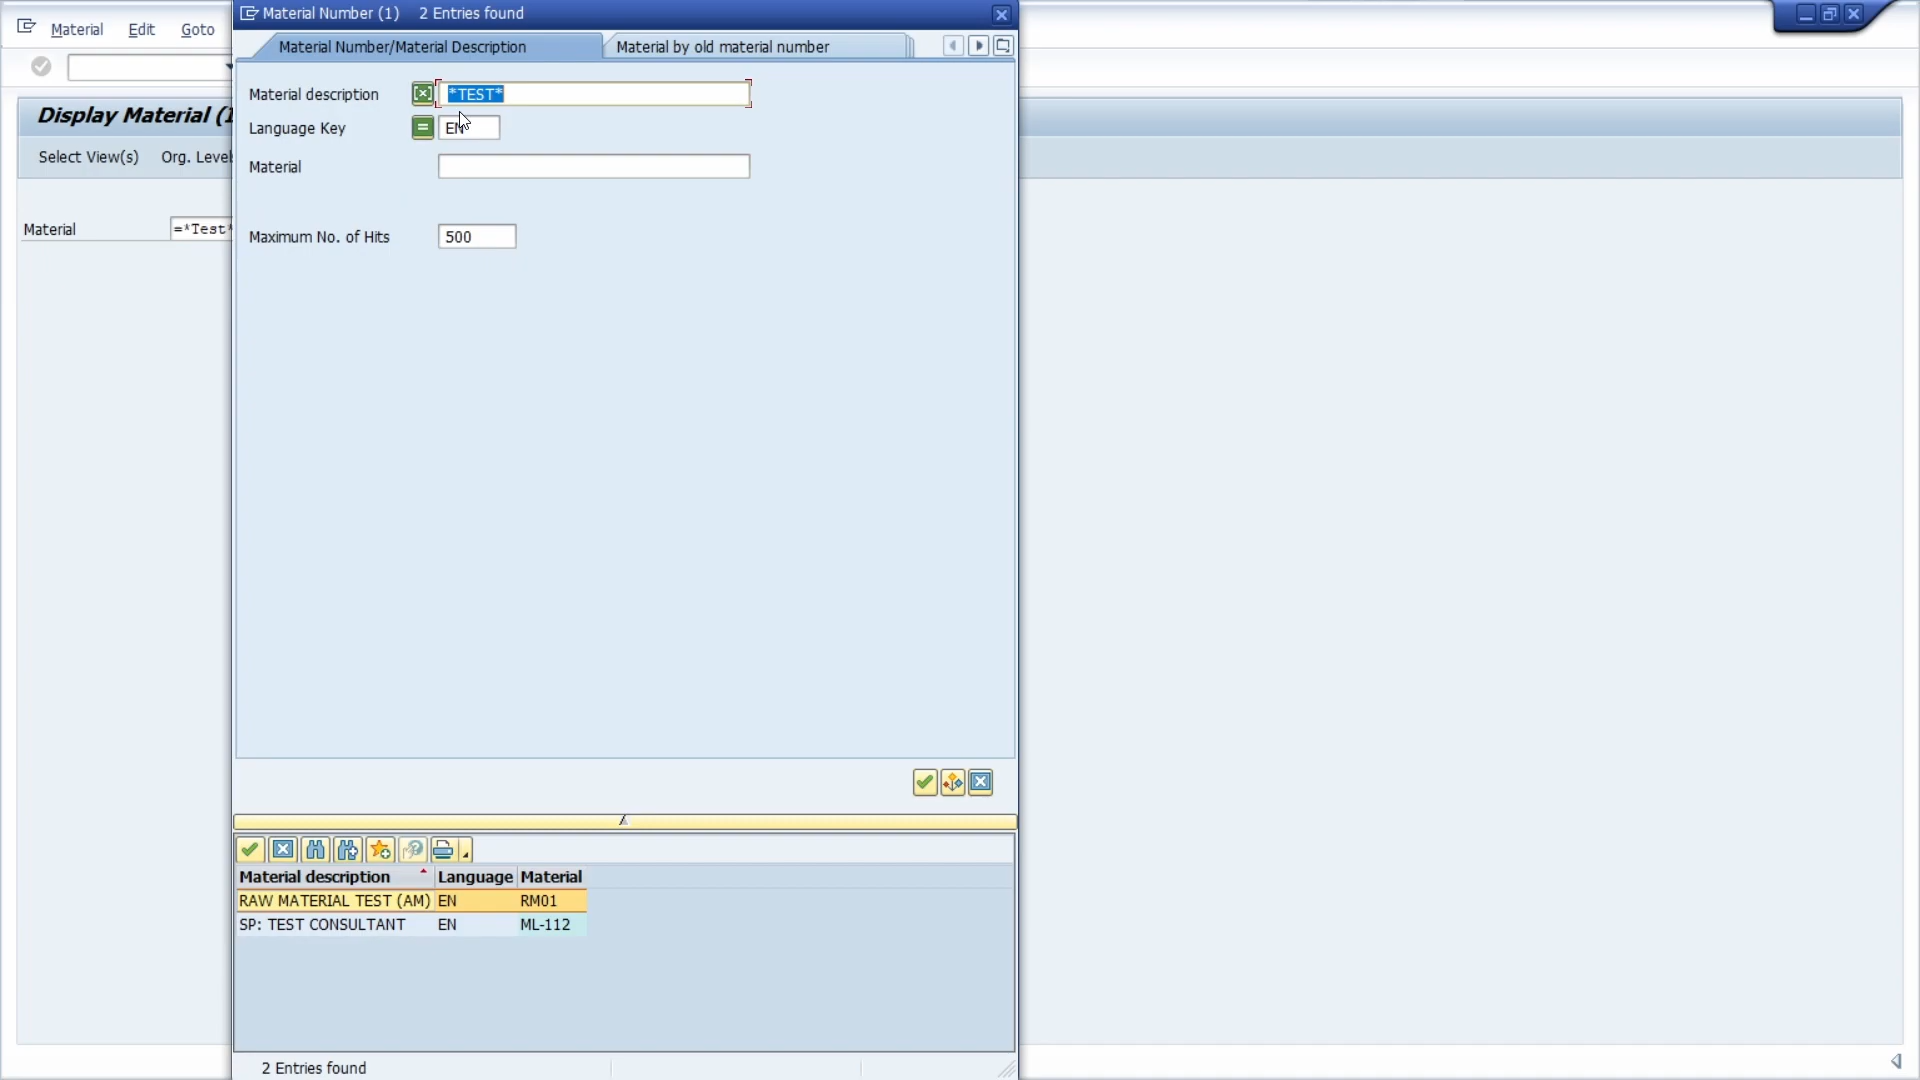 Material Number (1) 2 Entries found
Material Edit Goto
Material Number/Material Description Material by old material number
Material description *TEST*
Language Key EN
Material
Maximum No. of Hits 500
Display Material (I
Select View(s) Org. Level
Material =*Test*
Material description Language Material
RAW MATERIAL TEST (AM) EN RM01
SP: TEST CONSULTANT EN ML-112
2 Entries found